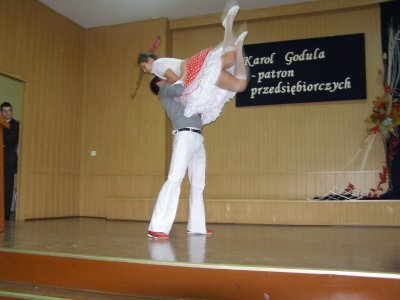 Karol Godula
- patron
przedsiębiorczych